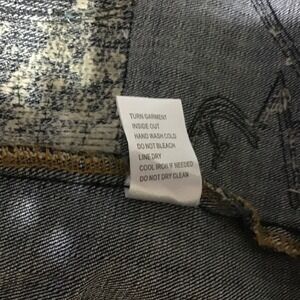 TURN GARMENT
INSIDE OUT
HAND WASH COLD
DO NOT BLEACH
LINE DRY
COOL IRON IF NEEDED
DO NOT DRY CLEAN